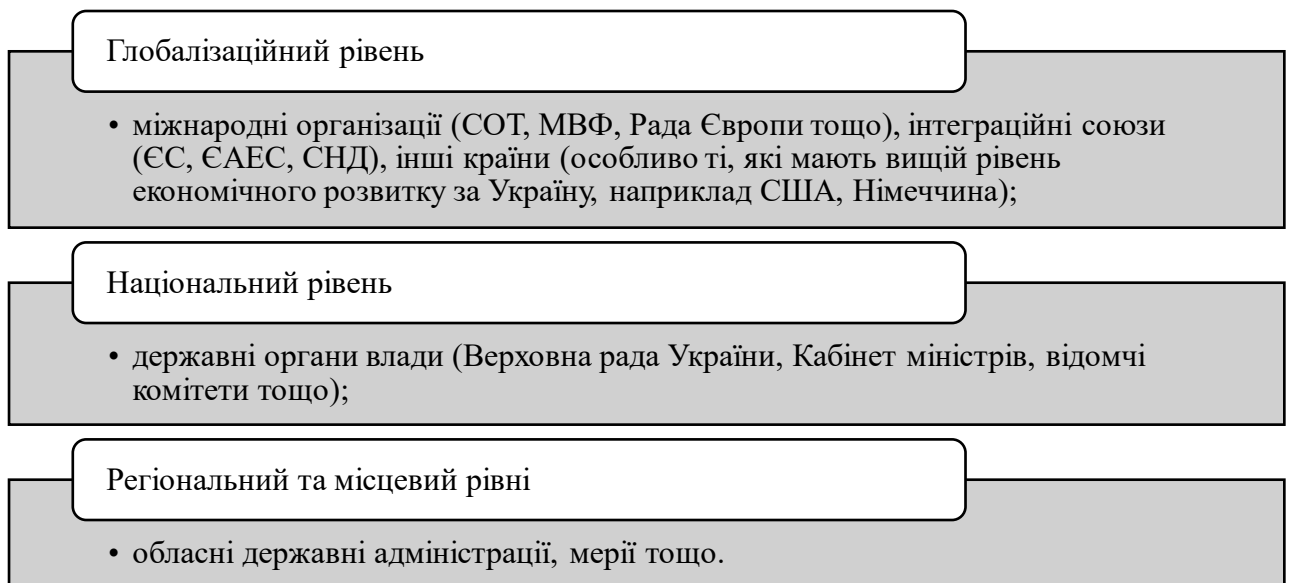 Глобалізаційний рівень
• міжнародні організації (СОТ, МВФ, Рада Європи тощо), інтеграційні союзи
(ЄС, ЄАЕС, СНД), інші країни (особливо ті, які мають вищій рівень
економічного розвитку за Україну, наприклад США, Німеччина);
Національний рівень
• державні органи влади (Верховна рада України, Кабінет міністрів, відомчі
комітети тощо);
Регіональний та місцевий рівні
• обласні державні адміністрації, мерії тощо.